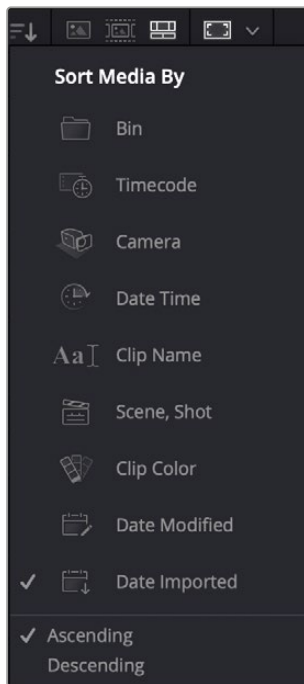 Sort Media By
Bin
Timecode
Camera
Date Time
Aa Clip Name
Scene, Shot
Clip Color
Date Modified
Date Imported
Ascending
Descending